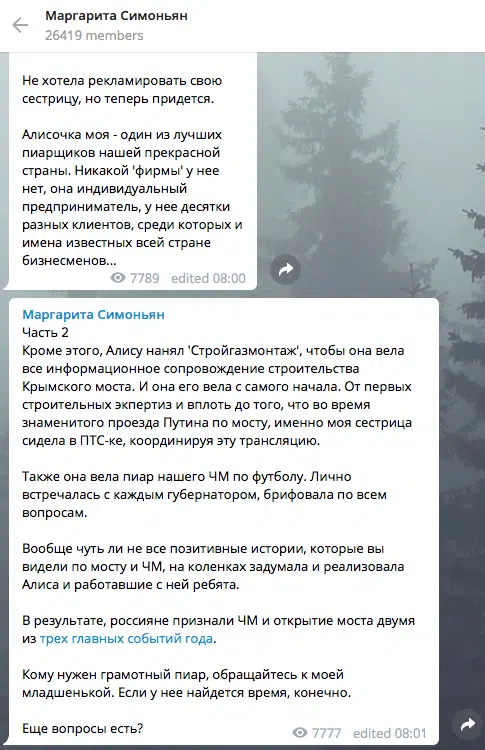 Маргарита Симоньян
26419 members
Не хотела рекламировать свою
сестрицу, но теперь придется.
Алисочка моя - один из лучших
пиарщиков нашей прекрасной
страны. Никакой 'фирмы' у нее
нет, она индивидуальный
предприниматель, у нее десятки
разных клиентов, среди которых и
имена известных всей стране
бизнесменов...
7789 edited 08:00
Маргарита Симоньян
Часть 2
Кроме этого, Алису нанял 'Стройгазмонтаж', чтобы она вела
все информационное сопровождение строительства
Крымского моста. И она его вела с самого начала. От первых
строительных экпертиз и вплоть до того, что во время
знаменитого проезда Путина по мосту, именно моя сестрица
сидела в ПТС-ке, координируя эту трансляцию.
Также она вела пиар нашего ЧМ по футболу. Лично
встречалась с каждым губернатором, брифовала по всем
вопросам.
Вообще чуть ли не все позитивные истории, которые вы
видели по мосту и ЧМ, на коленках задумала и реализовала
Алиса и работавшие с ней ребята.
В результате, россияне признали ЧМ и открытие моста двумя
из трех главных событий года.
Кому нужен грамотный пиар, обращайтесь к моей
младшенькой. Если у нее найдется время, конечно.
Еще вопросы есть?
7777 edited 08:01